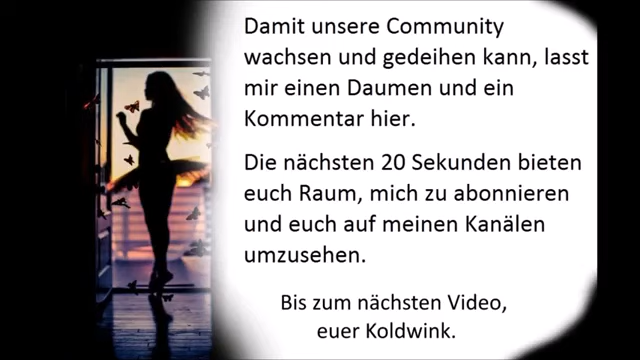 Damit unsere Community
wachsen und gedeihen kann, lasst
mir einen Daumen und ein
Kommentar hier.
Die nächsten 20 Sekunden bieten
euch Raum, mich zu abonnieren
und euch auf meinen Kanälen
umzusehen.
Bis zum nächsten Video,
euer Koldwink.